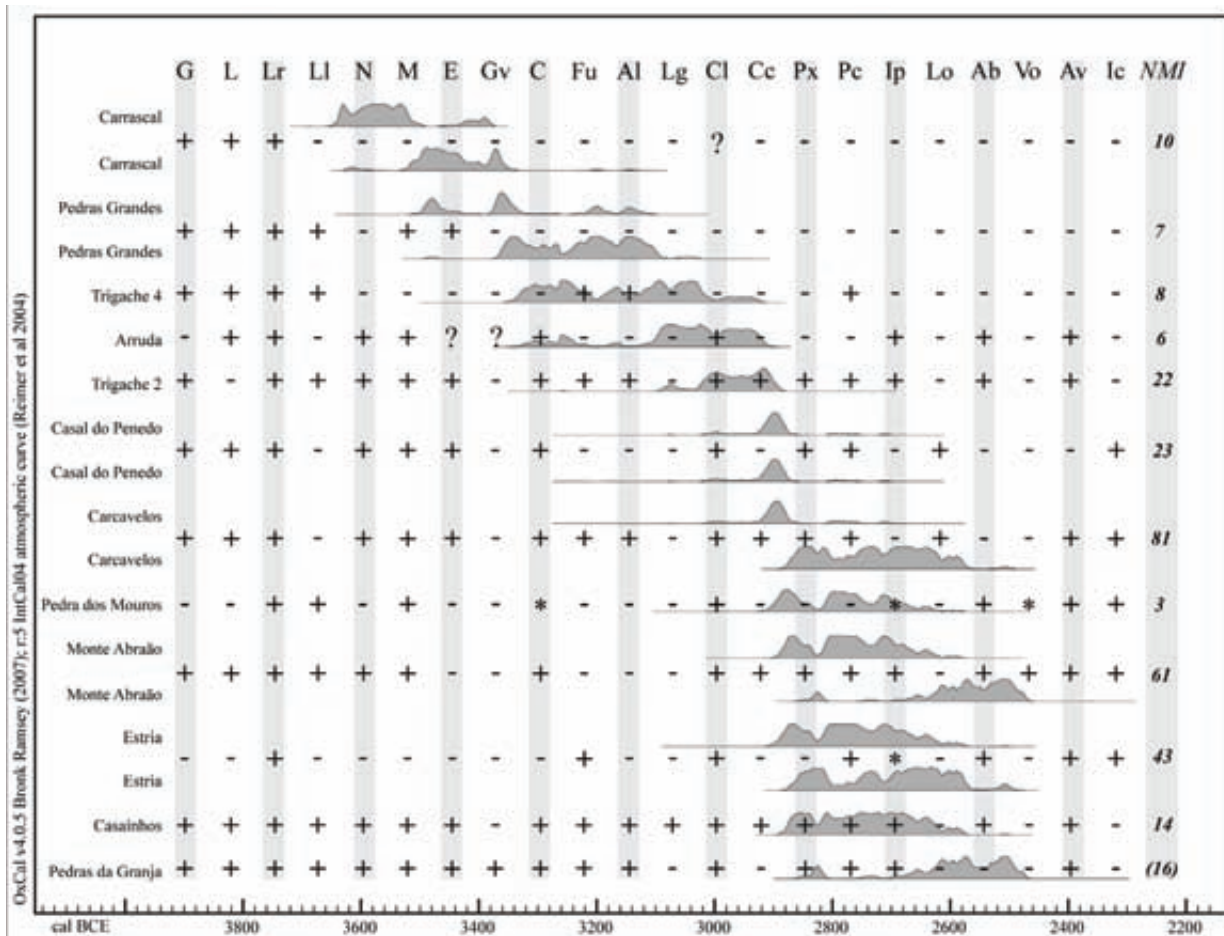 G L Lr Ll N M E Gv C Fu Al Lg Cl Cc Px Pc Ip Lo Ab Vo Av Ic NMI
Carrascal
+ + + - - - - - - - - - ? - - - - - - - - - 10
Carrascal
Pedras Grandes
+ + + + - + + - - - - - - - - - - - - - - - 7
Pedras Grandes
Trigache 4 + + + + - - - - - + + - - - - + - - - - - - 8
Arruda - + + - + + ? ? + - - - + - - - + - + - + - 6
Trigache 2 + - + + + + + - + + + - + + + + + - + - + - 22
Casal do Penedo
+ + + - + + + - + - - - + - + + - + - - - + 23
Casal do Penedo
Carcavelos
+ + + - + + + - + + + - + + + + - + - - + + 81
Carcavelos
Pedra dos Mouros - - + + - + - - * - - - + - - - * - + * + + 3
Monte Abraão
+ + + + + + - - + - - - + + + + + - + + + + 61
Monte Abraão
Estria
- - + - - - - - - + - - + - - + * - + - + + 43
Estria
Casainhos + + + + + + + - + + + + + + + + + - + - + - 14
Pedras da Granja + + + + + + + + + + + - + - + + + - + - + - (16)
cal BCE 3800 3600 3400 3200 3000 2800 2600 2400 2200
OxCal v4.0.5 Bronk Ramsey (2007); r:5 IntCal04 atmospheric curve (Reimer et al 2004)